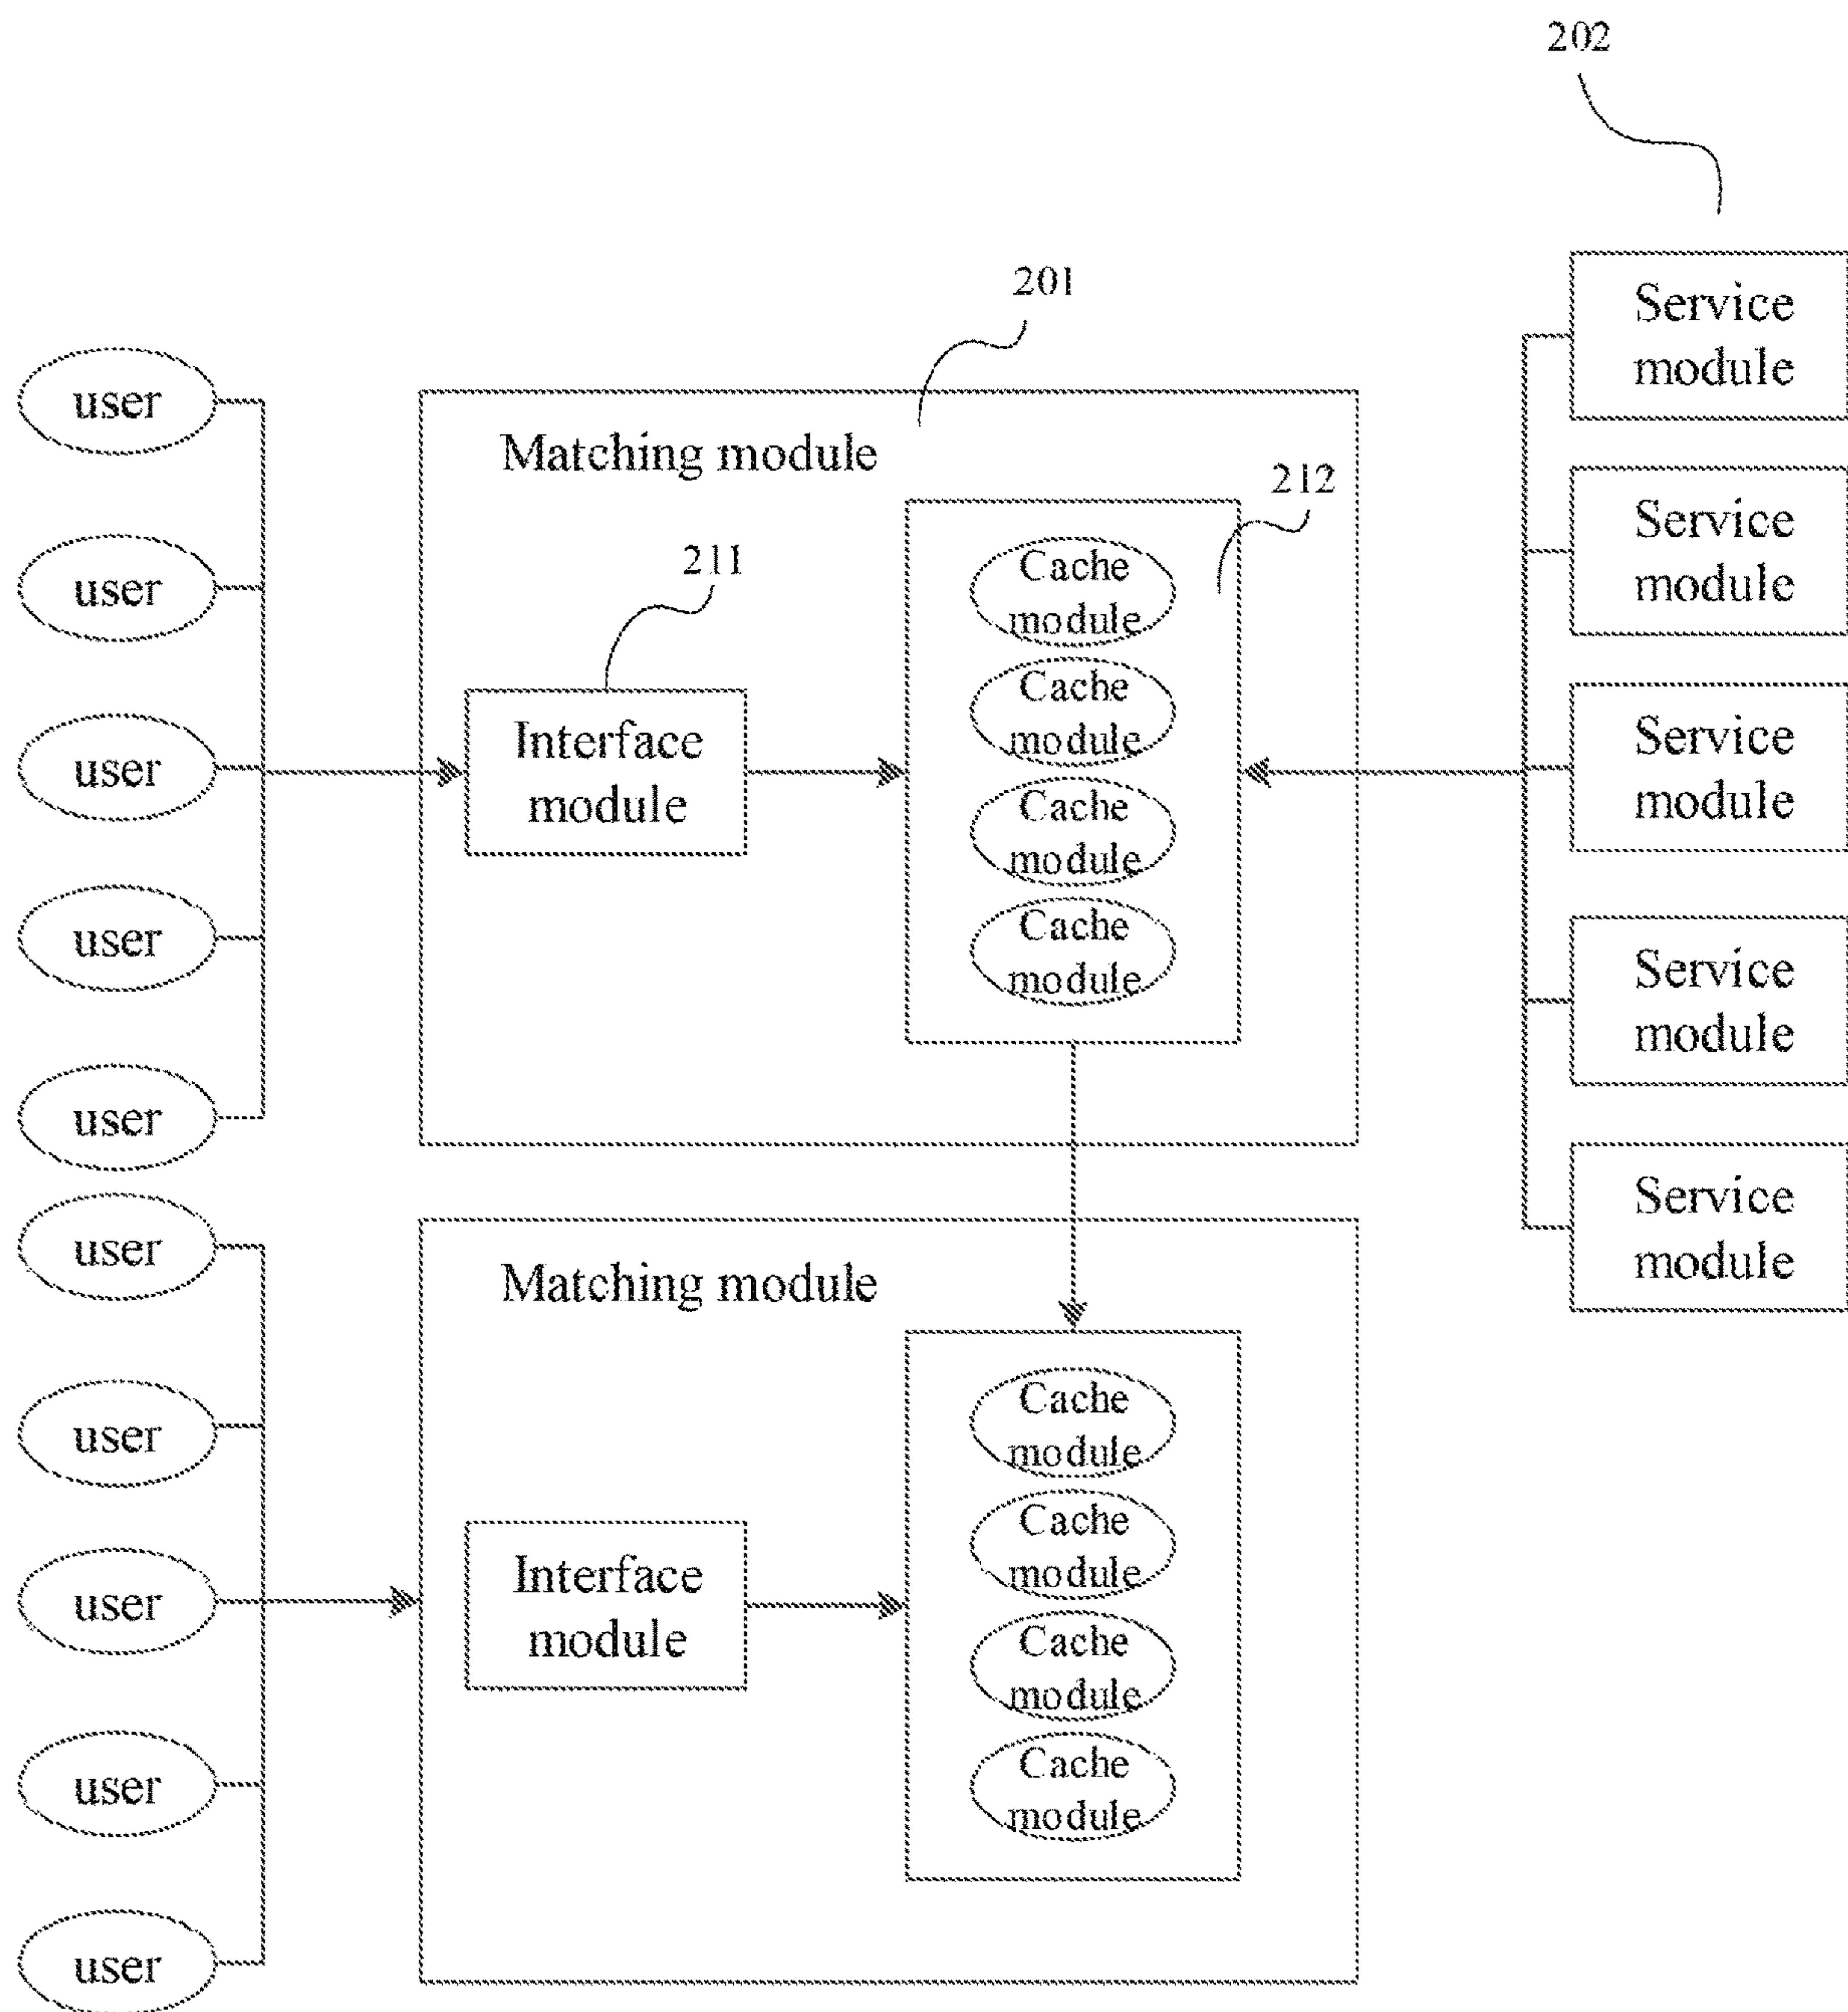 202
201
Service
module
user
Matching module
212
Service
module
211
Cache
module
user
Cache
module
Interface
module
user
Cache
module
Service
module
Cache
module
user
Service
module
user
Service
module
user
Matching module
Cache
module
user
Cache
module
Interface
module
user
Cache
module
Cache
module
user
user